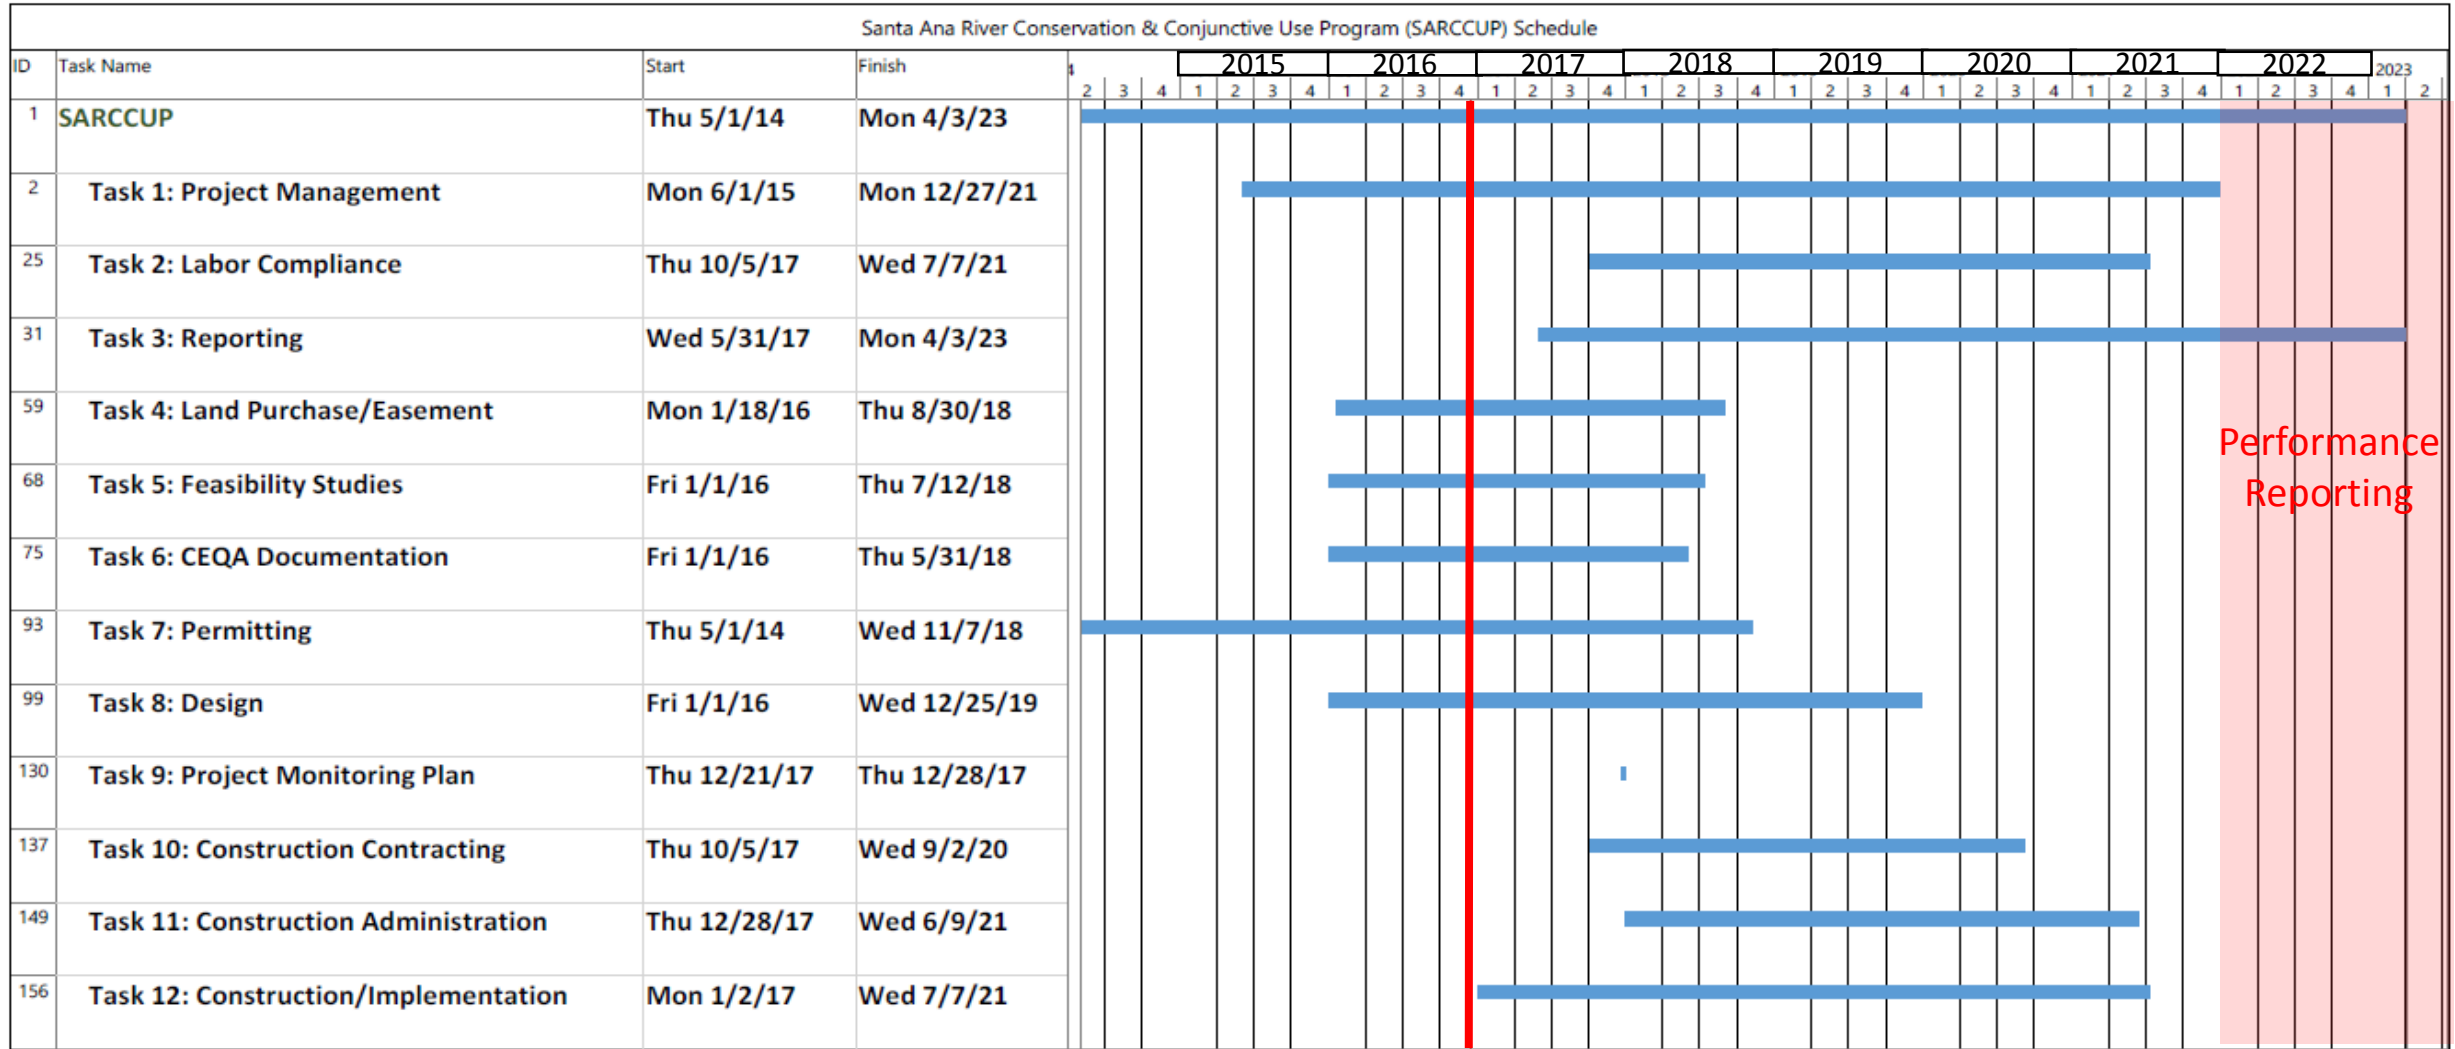 Santa Ana River Conservation & Conjunctive Use Program (SARCCUP) Schedule
ID Task Name Start Finish 4 2015 2016 2017 2018 2019 2020 2021 2022 2023
2 3 4 1 2 3 4 1 2 3 4 1 2 3 4 1 2 3 4 1 2 3 4 1 2 3 4 1 2 3 4 1 2 3 4 1 2
1 SARCCUP Thu 5/1/14 Mon 4/3/23
2 Task 1: Project Management Mon 6/1/15 Mon 12/27/21
25 Task 2: Labor Compliance Thu 10/5/17 Wed 7/7/21
31 Task 3: Reporting Wed 5/31/17 Mon 4/3/23
59 Task 4: Land Purchase/Easement Mon 1/18/16 Thu 8/30/18
68 Task 5: Feasibility Studies Fri 1/1/16 Thu 7/12/18
75 Task 6: CEQA Documentation Fri 1/1/16 Thu 5/31/18
93 Task 7: Permitting Thu 5/1/14 Wed 11/7/18
99 Task 8: Design Fri 1/1/16 Wed 12/25/19
130 Task 9: Project Monitoring Plan Thu 12/21/17 Thu 12/28/17
137 Task 10: Construction Contracting Thu 10/5/17 Wed 9/2/20
149 Task 11: Construction Administration Thu 12/28/17 Wed 6/9/21
156 Task 12: Construction/Implementation Mon 1/2/17 Wed 7/7/21
Performance
Reporting